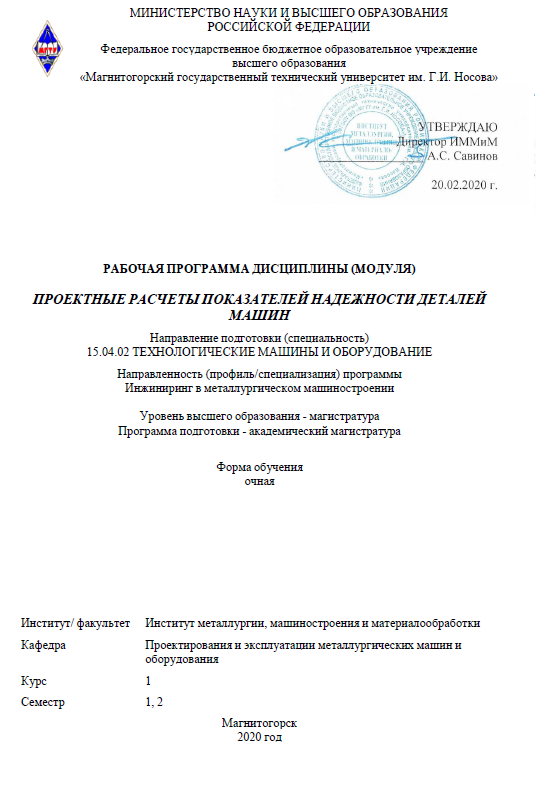 МИНИСТЕРСТВО НАУКИ И ВЫСШЕГО ОБРАЗОВАНИЯ
РОССИЙСКОЙ ФЕДЕРАЦИИ
Федеральное государственное бюджетное образовательное учреждение
высшего образования
«Магнитогорский государственный технический университет им. Г.И. Носова»
МГТУ
УТВЕРЖДАЮ
Директор ИММиМ
А.С. Савинов
20.02.2020 г.
РАБОЧАЯ ПРОГРАММА ДИСЦИПЛИНЫ (МОДУЛЯ)
ПРОЕКТНЫЕ РАСЧЕТЫ ПОКАЗАТЕЛЕЙ НАДЕЖНОСТИ ДЕТАЛЕЙ
МАШИН
Направление подготовки (специальность)
15.04.02 ТЕХНОЛОГИЧЕСКИЕ МАШИНЫ И ОБОРУДОВАНИЕ
Направленность (профиль/специализация) программы
Инжиниринг в металлургическом машиностроении
Уровень высшего образования - магистратура
Программа подготовки - академический магистратура
Форма обучения
очная
Институт/ факультет Институт металлургии, машиностроения и материалообработки
Кафедра Проектирования и эксплуатации металлургических машин и
оборудования
Курс 1
Семестр 1, 2
Магнитогорск
2020 год